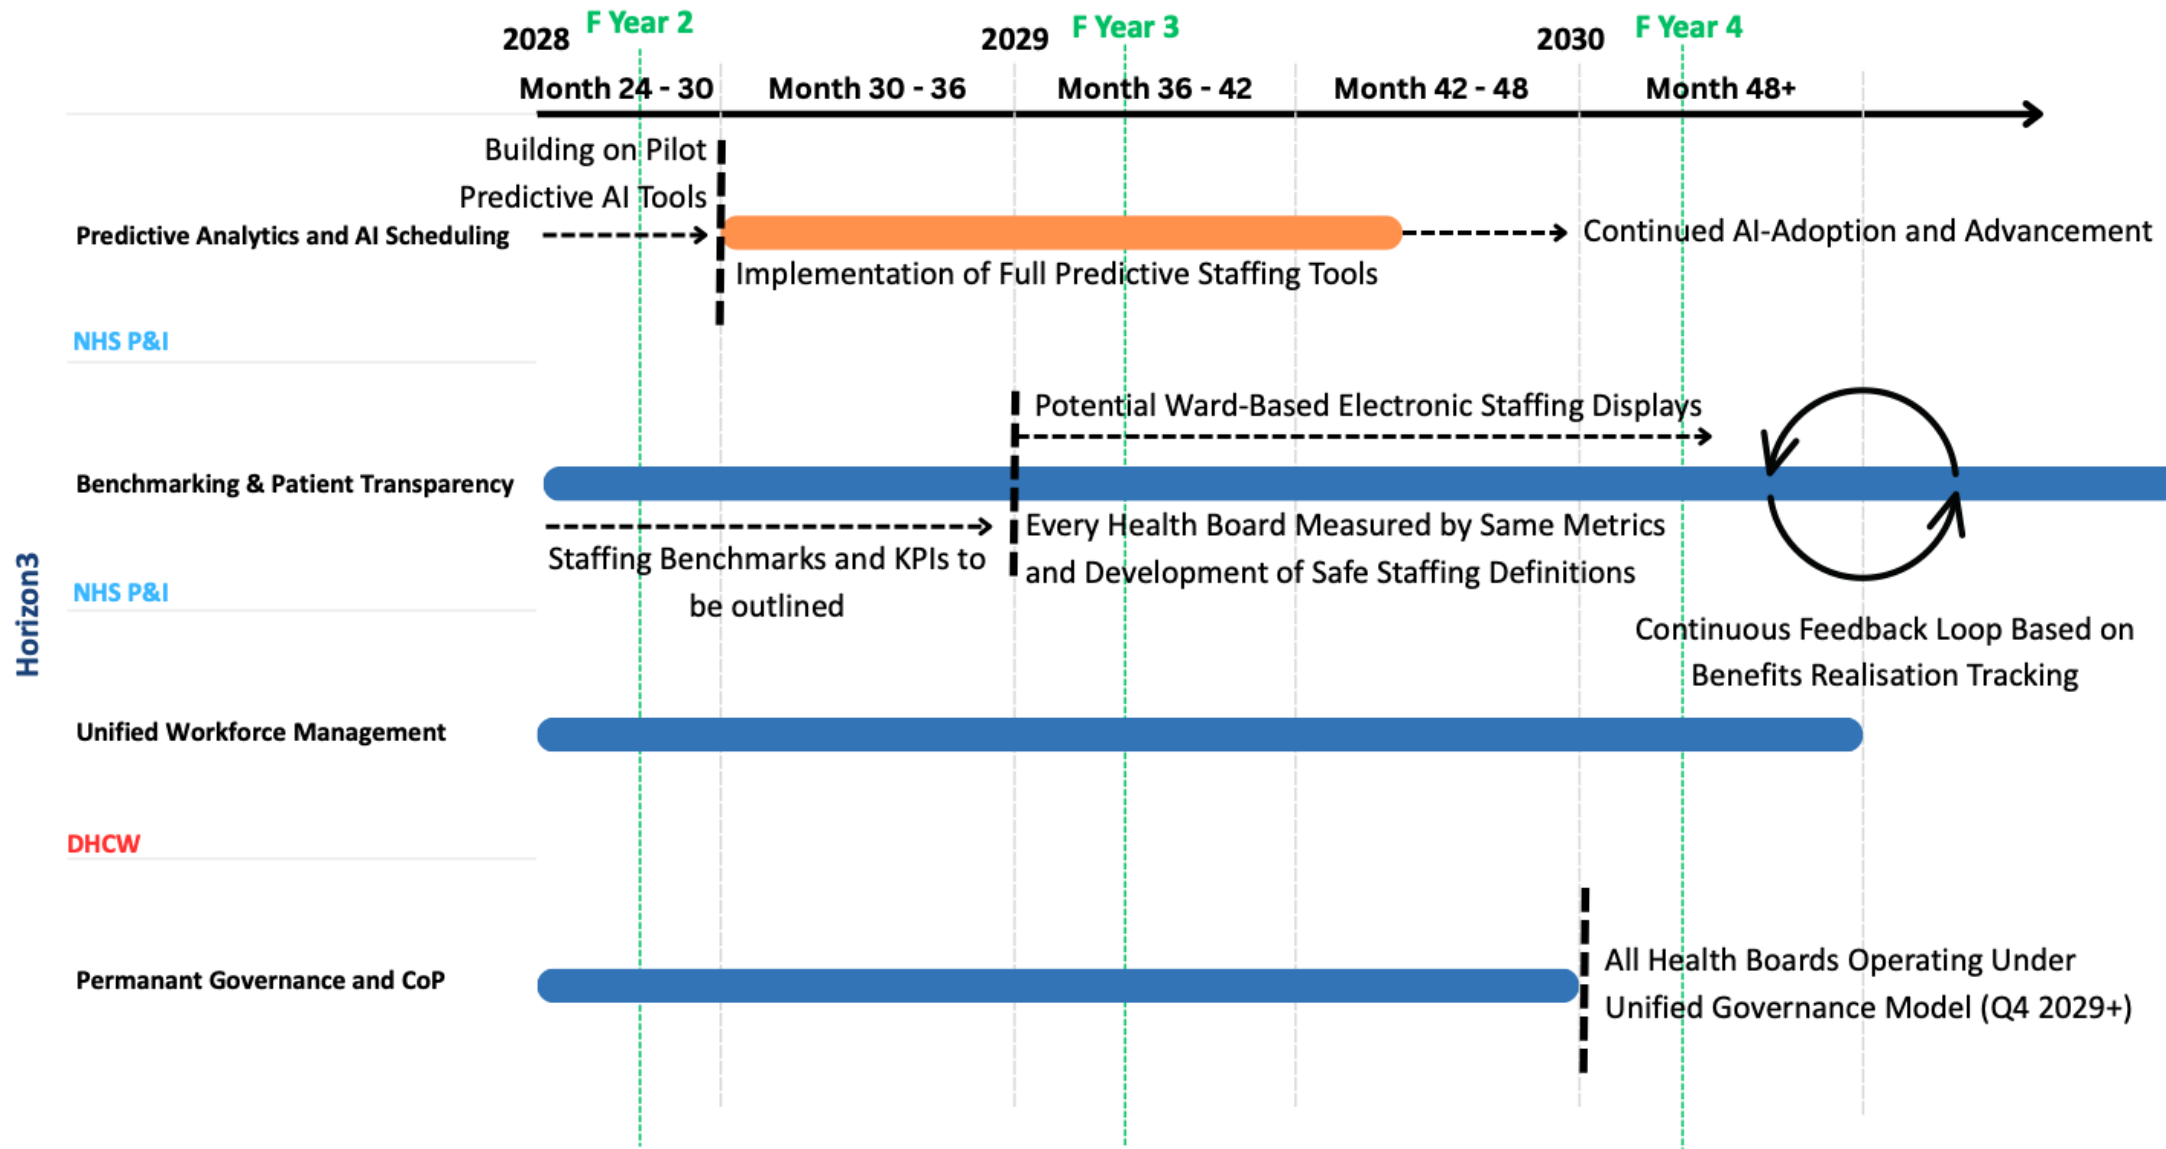 2028
F Year 2
2029
F Year 3
2030
F Year 4
Month 24 - 30
Month 30 - 36
Month 36 - 42
Month 42 - 48
Month 48+
Building on Pilot
Predictive AI Tools
Predictive Analytics and AI Scheduling
Continued AI-Adoption and Advancement
Implementation of Full Predictive Staffing Tools
NHS P&I
Potential Ward-Based Electronic Staffing Displays
Benchmarking & Patient Transparency
Every Health Board Measured by Same Metrics
and Development of Safe Staffing Definitions
Staffing Benchmarks and KPIs to
be outlined
Horizon3
NHS P&I
Continuous Feedback Loop Based on
Benefits Realisation Tracking
Unified Workforce Management
DHCW
Permanant Governance and CoP
All Health Boards Operating Under
Unified Governance Model (Q4 2029+)